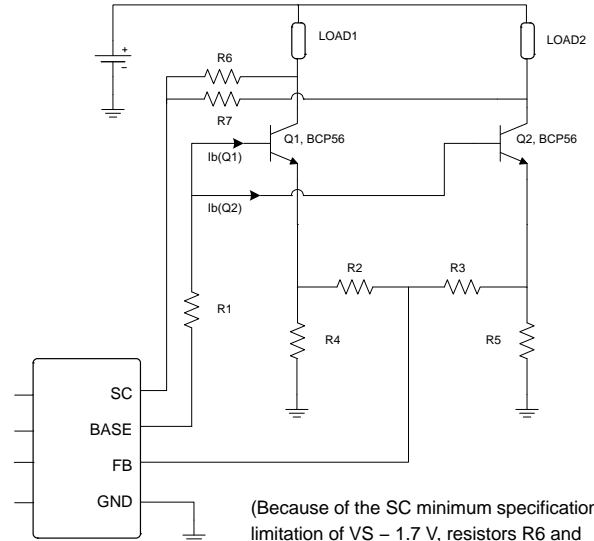 LOAD1
LOAD2
+
−
R6
R7
Q1, BCP56
Q2, BCP56
Ib(Q1)
Ib(Q2)
R2
R3
R1
R4
R5
SC
BASE
FB
GND
(Because of the SC minimum specification
limitation of VS – 1.7 V, resistors R6 and